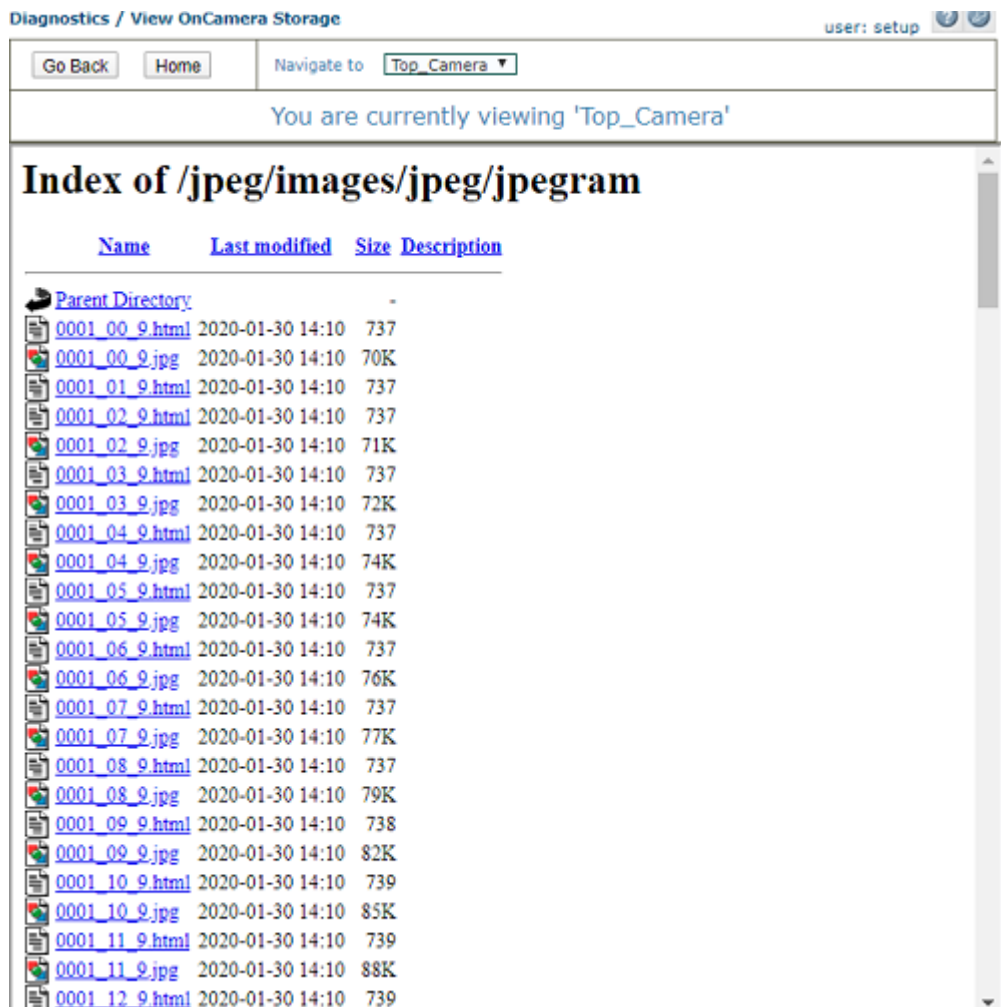 Diagnostics / View OnCamera Storage
user: setup
Go Back Home Navigate to Top_Camera
You are currently viewing 'Top_Camera'
Index of /jpeg/images/jpeg/jpegram
Name Last modified Size Description
Parent Directory -
0001_00_9.html 2020-01-30 14:10 737
0001_00_9.jpg 2020-01-30 14:10 70K
0001_01_9.html 2020-01-30 14:10 737
0001_02_9.html 2020-01-30 14:10 737
0001_02_9.jpg 2020-01-30 14:10 71K
0001_03_9.html 2020-01-30 14:10 737
0001_03_9.jpg 2020-01-30 14:10 72K
0001_04_9.html 2020-01-30 14:10 737
0001_04_9.jpg 2020-01-30 14:10 74K
0001_05_9.html 2020-01-30 14:10 737
0001_05_9.jpg 2020-01-30 14:10 74K
0001_06_9.html 2020-01-30 14:10 737
0001_06_9.jpg 2020-01-30 14:10 76K
0001_07_9.html 2020-01-30 14:10 737
0001_07_9.jpg 2020-01-30 14:10 77K
0001_08_9.html 2020-01-30 14:10 737
0001_08_9.jpg 2020-01-30 14:10 79K
0001_09_9.html 2020-01-30 14:10 738
0001_09_9.jpg 2020-01-30 14:10 82K
0001_10_9.html 2020-01-30 14:10 739
0001_10_9.jpg 2020-01-30 14:10 85K
0001_11_9.html 2020-01-30 14:10 739
0001_11_9.jpg 2020-01-30 14:10 88K
0001_12_9.html 2020-01-30 14:10 739